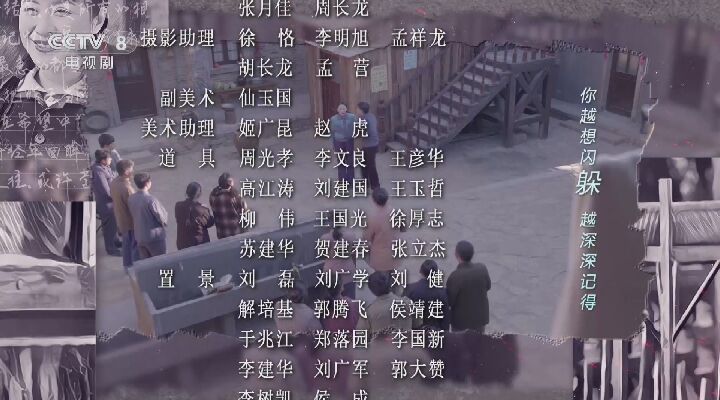 CCTV 8
电视剧
张月佳 周长龙
摄影助理 徐恪 李明旭 孟祥龙
胡长龙 孟营
副美术 仙玉国
美术助理 姬广昆 赵虎
道具 周光孝 李文良 王彦华
高江涛 刘建国 王玉哲
柳伟 王国光 徐厚志
苏建华 贺建春 张立杰
置景 刘磊 刘广学 刘健
解培基 郭腾飞 侯靖建
于兆江 郑落园 李国新
李建华 刘广军 郭大赞
李树凯 侯成
你越想闪躲
越深深记得